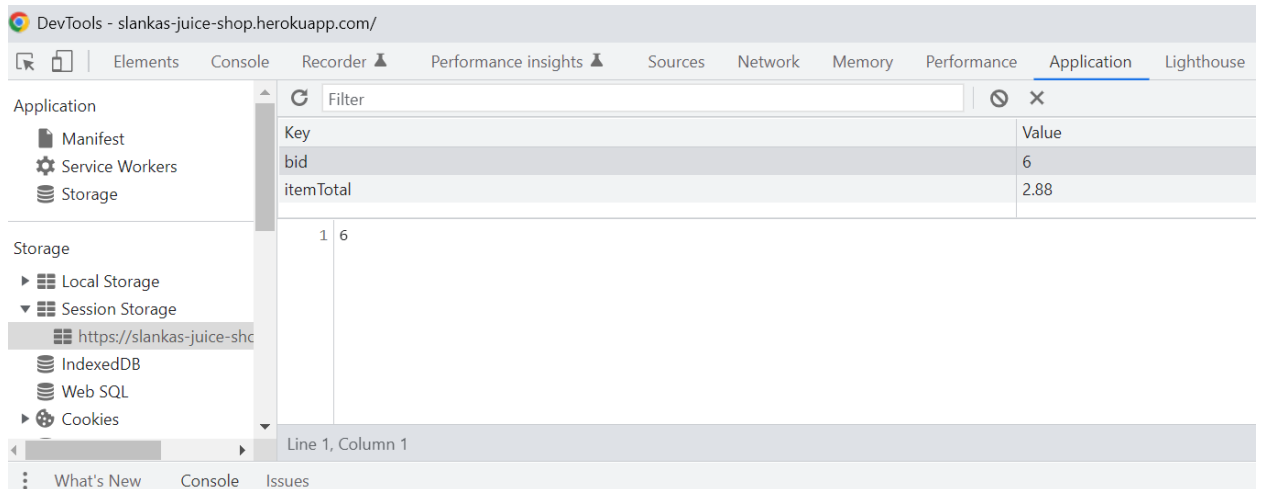 DevTools - slankas-juice-shop.herokuapp.com/
Elements Console Recorder Performance insights Sources Network Memory Performance Application Lighthouse
Application
Manifest
Service Workers
Storage
Storage
Local Storage
Session Storage
https://slankas-juice-sho
IndexedDB
Web SQL
Cookies
Filter
Key Value
bid 6
itemTotal 2.88
1 6
Line 1, Column 1
What's New Console Issues